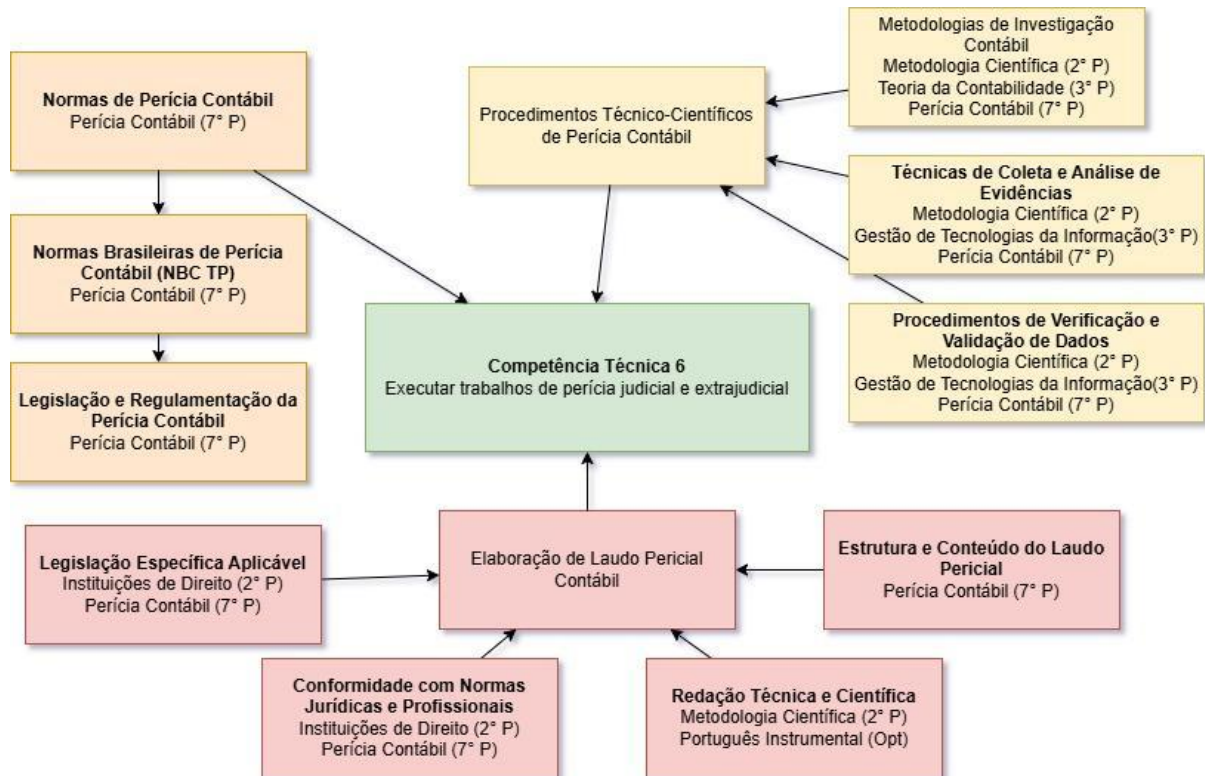 Normas de Perícia Contábil
Perícia Contábil (7° P)
Normas Brasileiras de Perícia
Contábil (NBC TP)
Perícia Contábil (7° P)
Legislação e Regulamentação da
Perícia Contábil
Perícia Contábil (7° P)
Procedimentos Técnico-Científicos
de Perícia Contábil
Metodologias de Investigação
Contábil
Metodologia Científica (2° P)
Teoria da Contabilidade (3° P)
Perícia Contábil (7° P)
Técnicas de Coleta e Análise de
Evidências
Metodologia Científica (2° P)
Gestão de Tecnologias da Informação(3° P)
Perícia Contábil (7° P)
Procedimentos de Verificação e
Validação de Dados
Metodologia Científica (2° P)
Gestão de Tecnologias da Informação(3° P)
Perícia Contábil (7° P)
Competência Técnica 6
Executar trabalhos de perícia judicial e extrajudicial
Legislação Específica Aplicável
Instituições de Direito (2° P)
Perícia Contábil (7° P)
Elaboração de Laudo Pericial
Contábil
Estrutura e Conteúdo do Laudo
Pericial
Perícia Contábil (7° P)
Conformidade com Normas
Jurídicas e Profissionais
Instituições de Direito (2° P)
Perícia Contábil (7° P)
Redação Técnica e Científica
Metodologia Científica (2° P)
Português Instrumental (Opt)